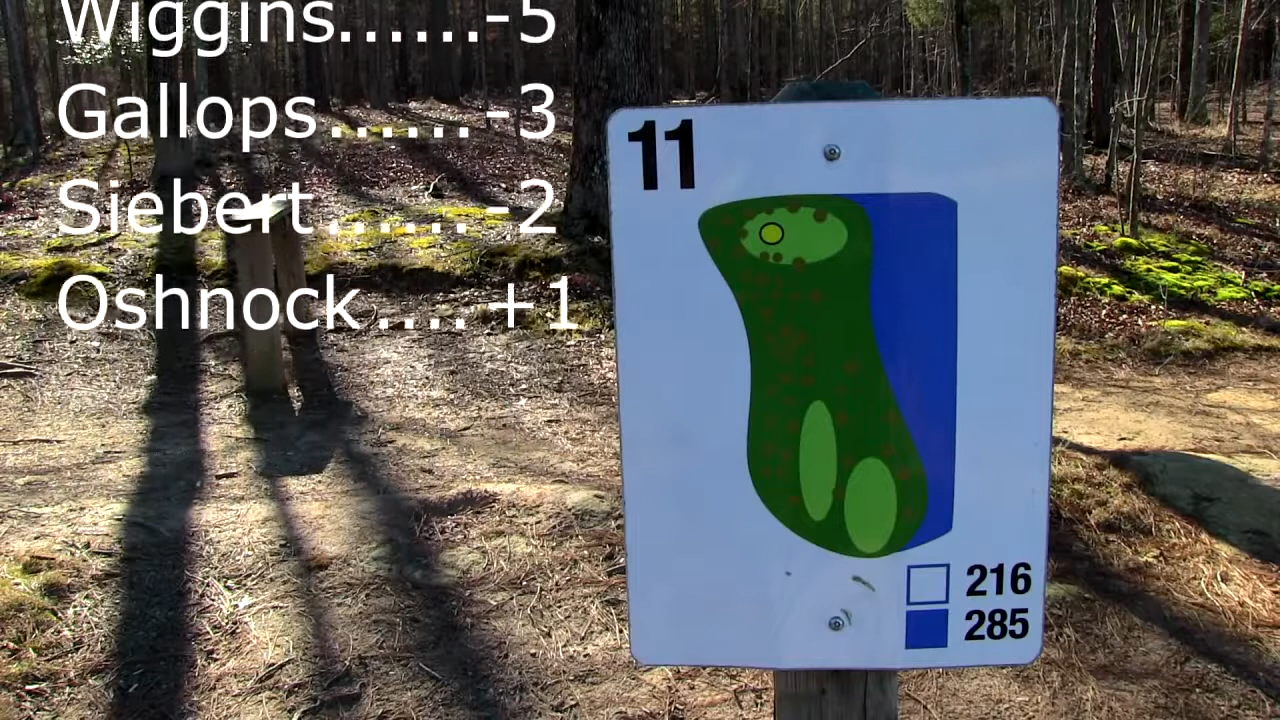 Wiggins......-5
Gallops......-3
Siebert......-2
Oshnock....+1
11
216
285